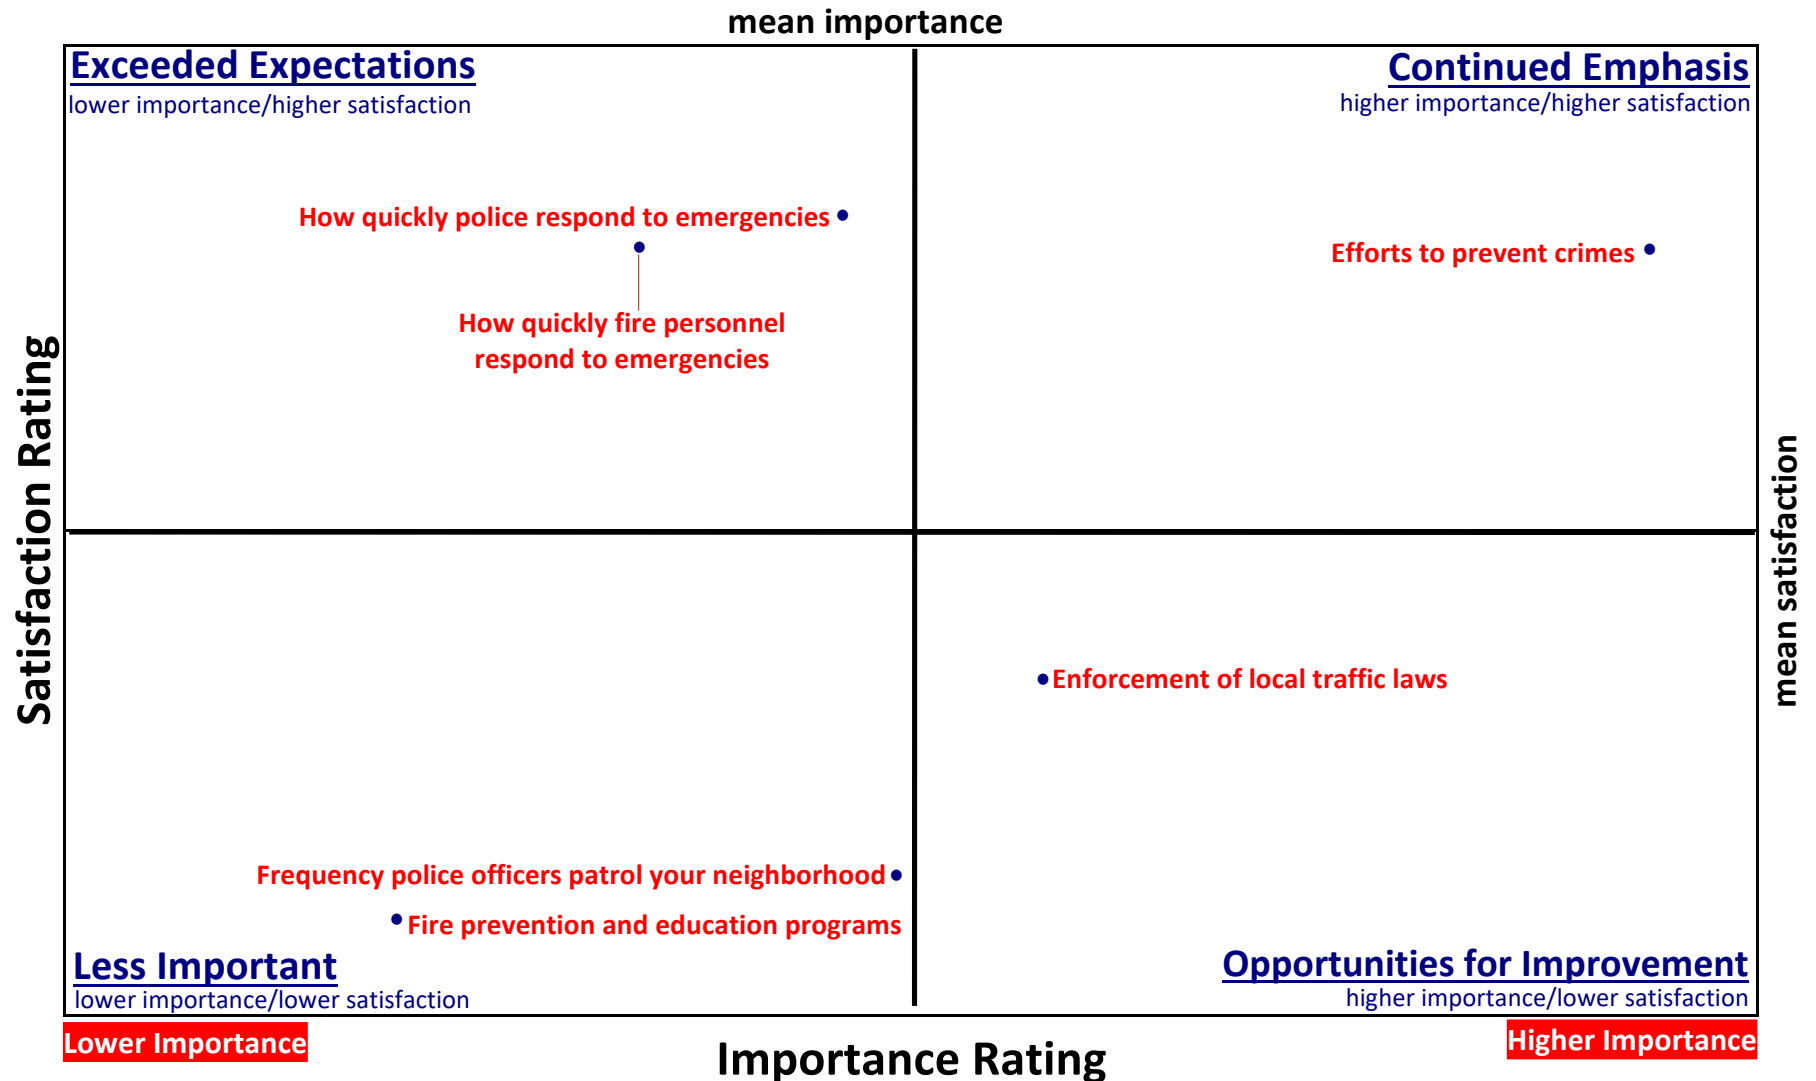 mean importance
Exceeded Expectations
lower importance/higher satisfaction
Continued Emphasis
higher importance/higher satisfaction
How quickly police respond to emergencies
Efforts to prevent crimes
How quickly fire personnel
respond to emergencies
Satisfaction Rating
mean satisfaction
Enforcement of local traffic laws
Frequency police officers patrol your neighborhood
Fire prevention and education programs
Less Important
lower importance/lower satisfaction
Opportunities for Improvement
higher importance/lower satisfaction
Lower Importance
Importance Rating
Higher Importance